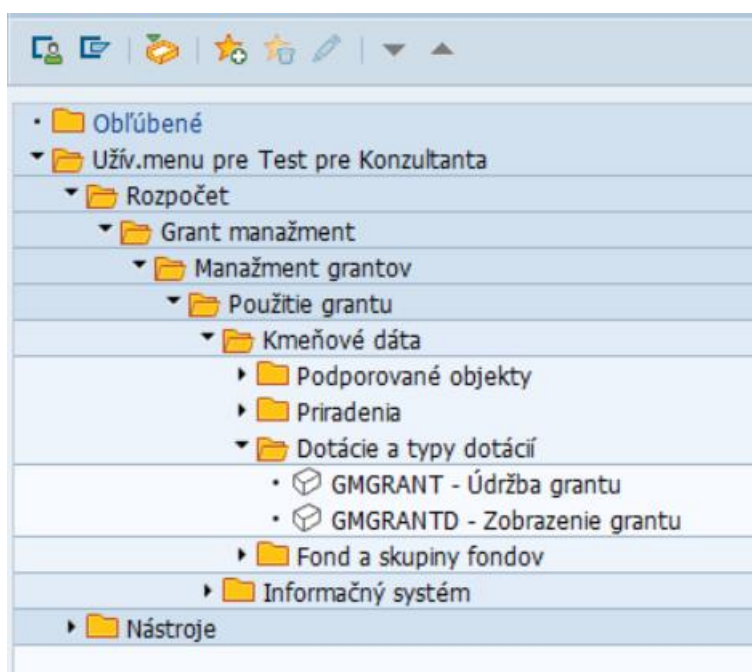 Obľúbené
Užív.menu pre Test pre Konzultanta
Rozpočet
Grant manažment
Manažment grantov
Použitie grantu
Kmeňové dáta
Podporované objekty
Priradenia
Dotácie a typy dotácií
GMGRANT - Údržba grantu
GMGRANTD - Zobrazenie grantu
Fond a skupiny fondov
Informačný systém
Nástroje